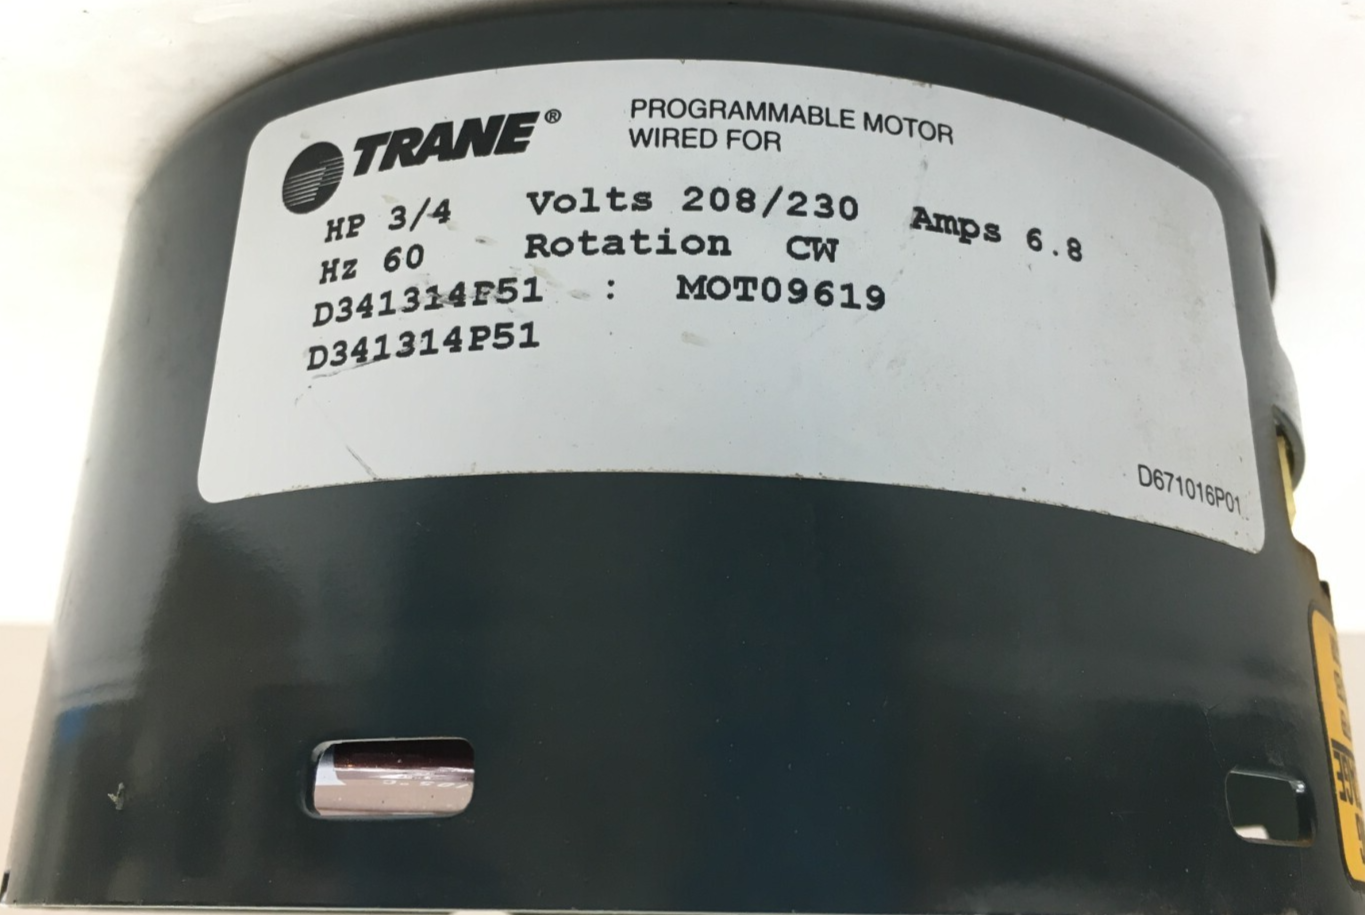 TRANE®
PROGRAMMABLE MOTOR
WIRED FOR
HP 3/4 Volts 208/230 Amps 6.8
Hz 60 Rotation CW
D341314P51 : MOT09619
D341314P51
D671016P01